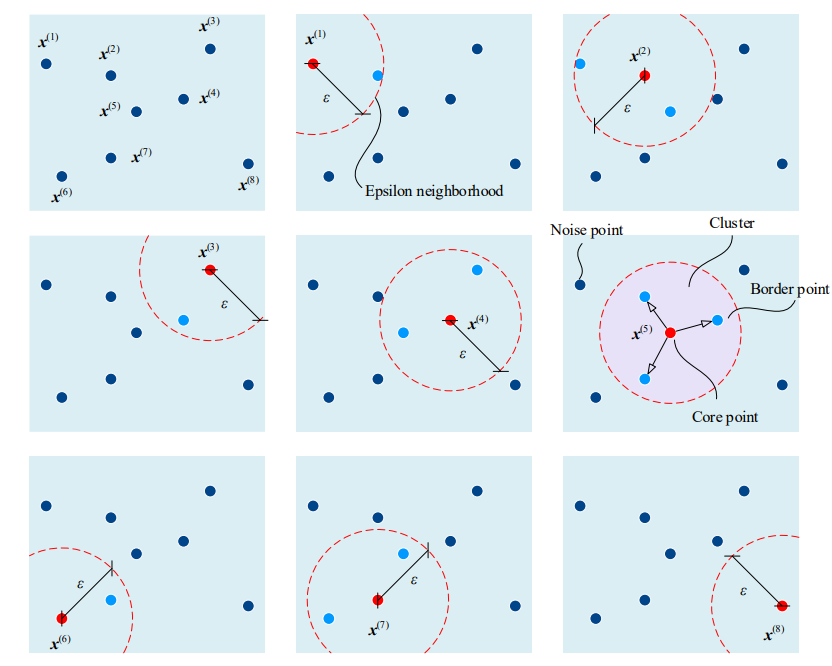 x(1)
x(2)
x(3)
x(4)
x(5)
x(6)
x(7)
x(8)
x(1)
ε
Epsilon neighborhood
x(2)
ε
x(3)
ε
x(4)
ε
Noise point
Cluster
Border point
x(5)
Core point
ε
x(6)
ε
x(7)
ε
x(8)